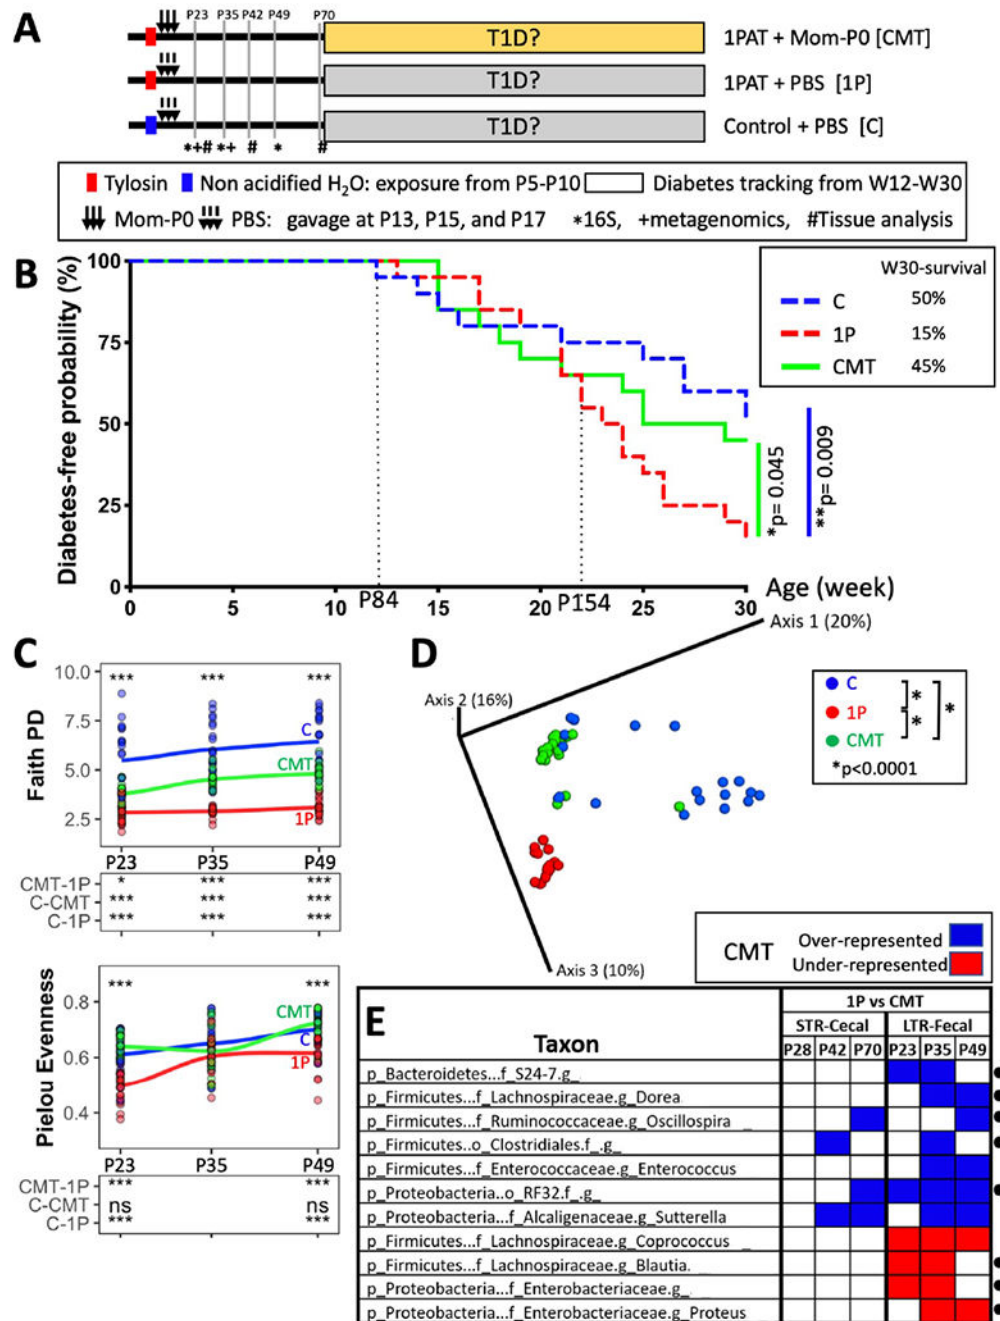 A
P23 P35 P42 P49 P70
T1D? 1PAT + Mom-P0 [CMT]
T1D? 1PAT + PBS [1P]
T1D? Control + PBS [C]
*+# *+ # * #
Tylosin Non acidified H₂O: exposure from P5-P10 Diabetes tracking from W12-W30
Mom-P0 PBS: gavage at P13, P15, and P17 *16S, +metagenomics, #Tissue analysis
B
Diabetes-free probability (%)
100
75
50
25
0
0 5 10 P84 15 20 P154 25 30
Age (week)
W30-survival
C 50%
1P 15%
CMT 45%
*p= 0.045
**p= 0.009
C
Faith PD
10.0
7.5
5.0
2.5
*** *** ***
C
CMT
1P
P23 P35 P49
CMT-1P * *** ***
C-CMT *** *** ***
C-1P *** *** ***
Pielou Evenness
0.8
0.6
0.4
*** ***
CMT
C
1P
P23 P35 P49
CMT-1P *** ***
C-CMT ns ns
C-1P *** ***
D
Axis 1 (20%)
Axis 2 (16%)
Axis 3 (10%)
C
1P
CMT
* * *
*p<0.0001
CMT Over-represented
Under-represented
E
Taxon
1P vs CMT
STR-Cecal LTR-Fecal
P28 P42 P70 P23 P35 P49
p_Bacteroidetes...f_S24-7.g_
p_Firmicutes...f_Lachnospiraceae.g_Dorea
p_Firmicutes...f_Ruminococcaceae.g_Oscillospira _
p_Firmicutes..o_Clostridiales.f_.g_
p_Firmicutes...f_Enterococcaceae.g_Enterococcus
p_Proteobacteria..o_RF32.f_.g_
p_Proteobacteria...f_Alcaligenaceae.g_Sutterella
p_Firmicutes...f_Lachnospiraceae.g_Coprococcus _
p_Firmicutes...f_Lachnospiraceae.g_Blautia.
p_Proteobacteria...f_Enterobacteriaceae.g_
p_Proteobacteria...f_Enterobacteriaceae.g_Proteus